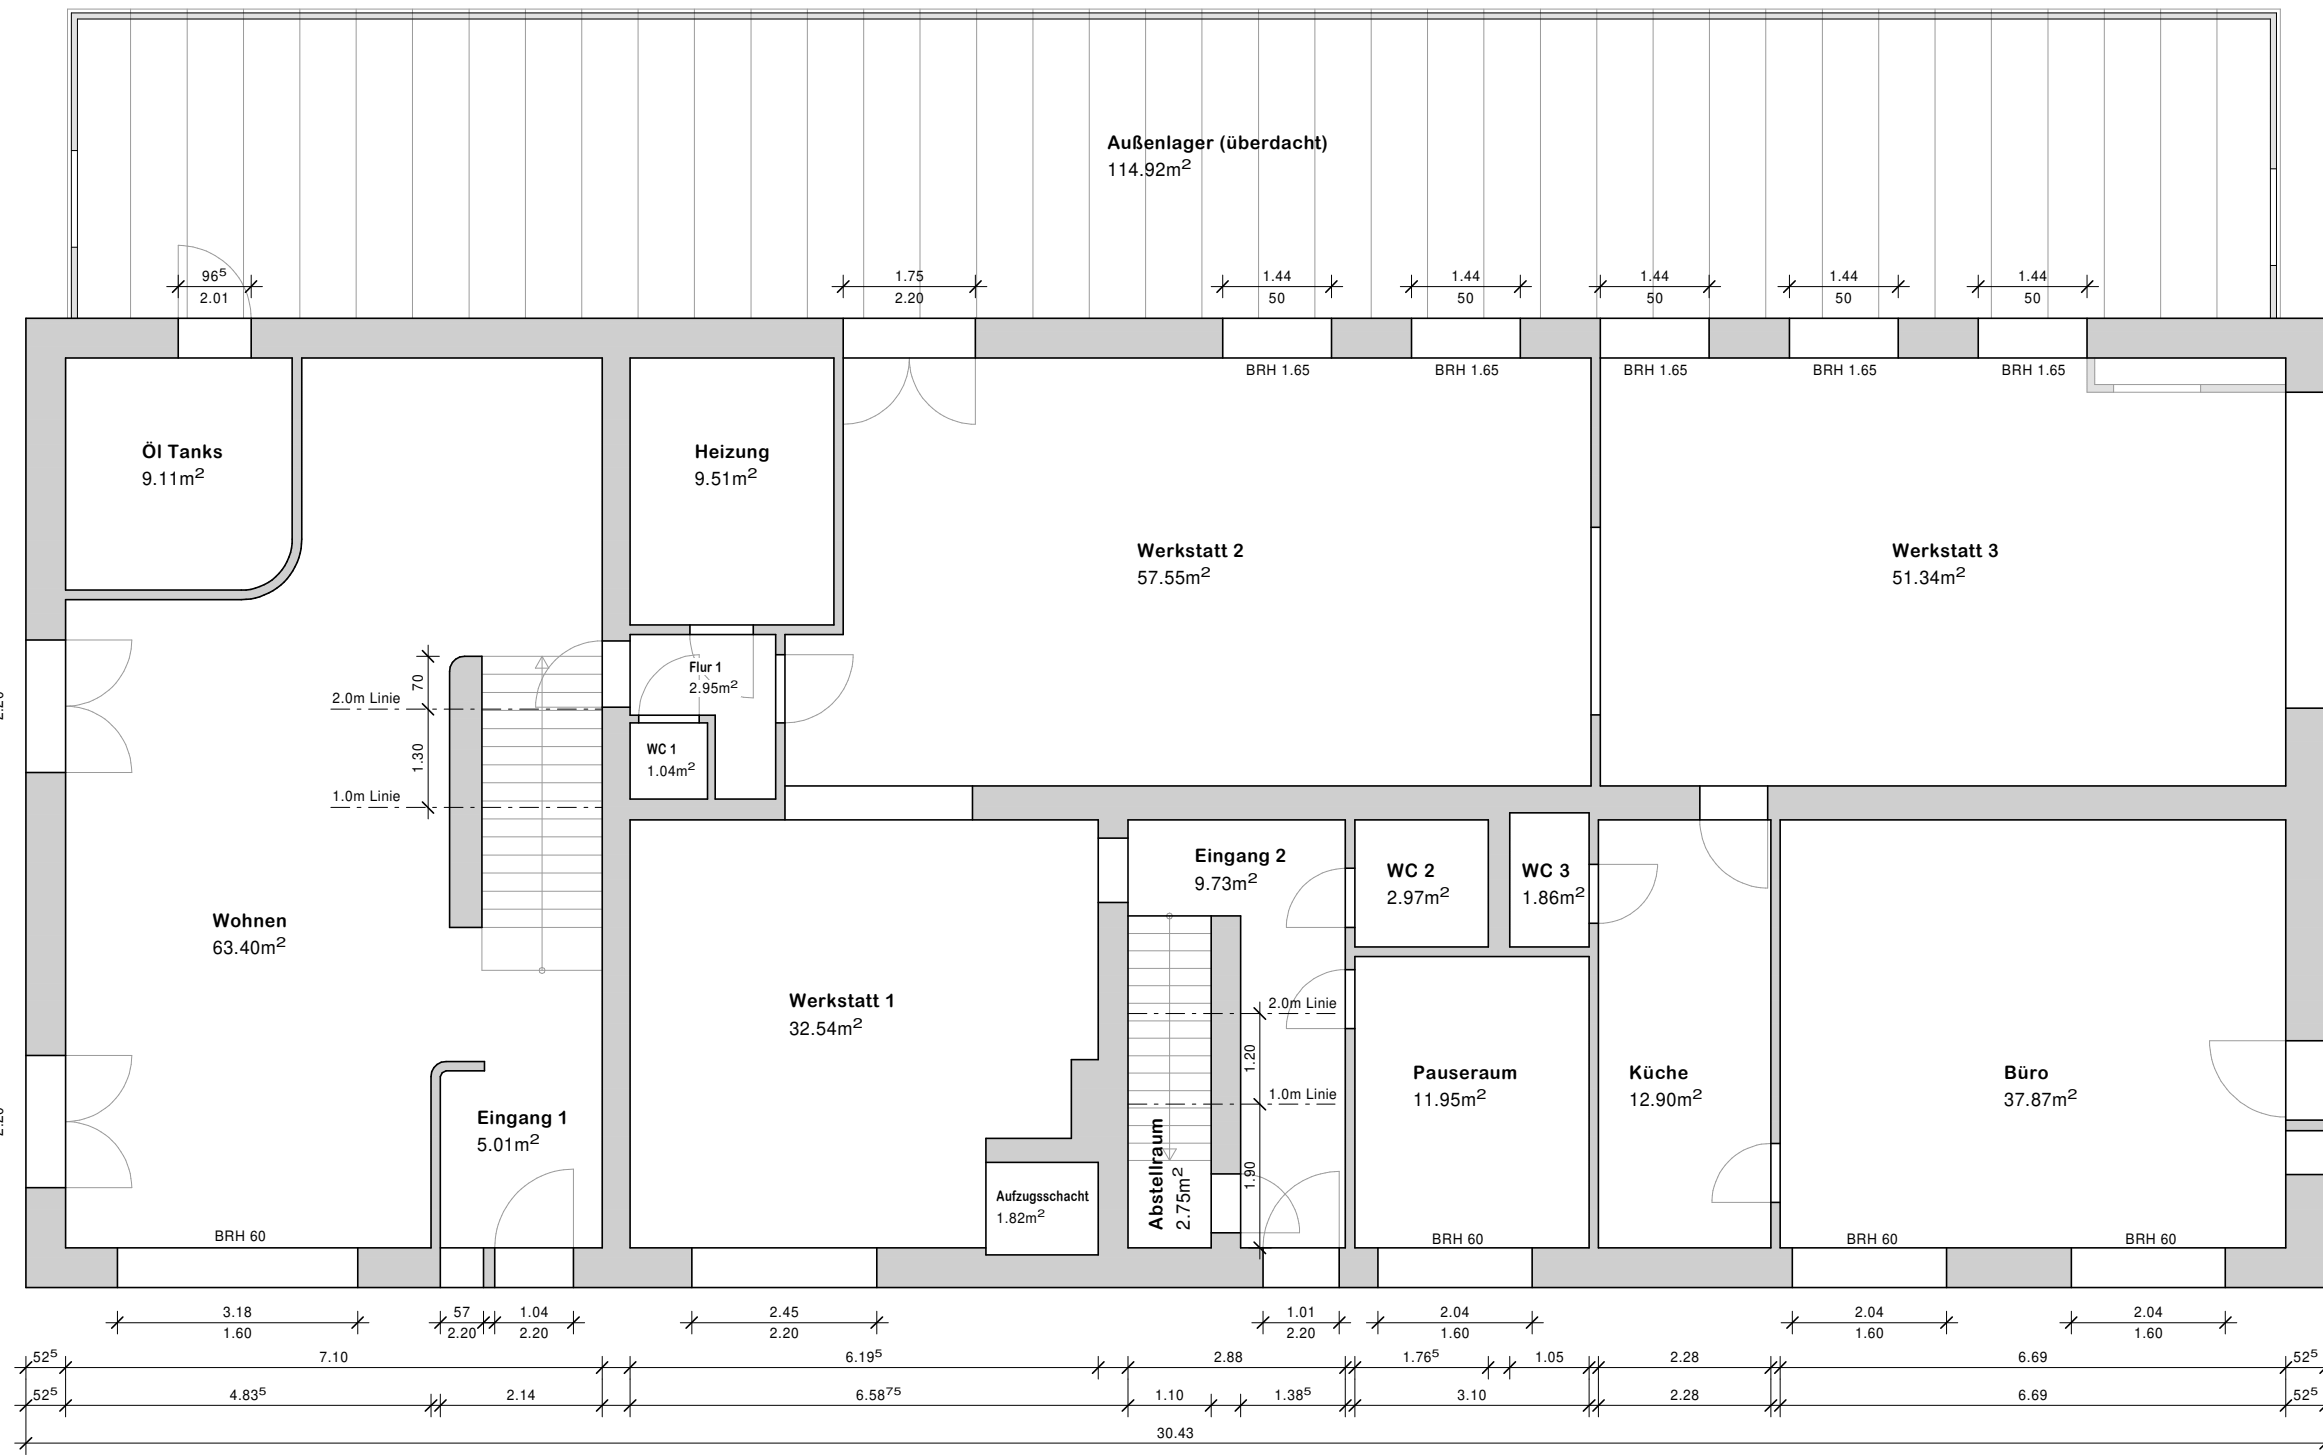 Außenlager (überdacht)
114.92m²
96⁵
2.01
1.75
2.20
1.44
50
1.44
50
1.44
50
1.44
50
1.44
50
BRH 1.65
BRH 1.65
BRH 1.65
BRH 1.65
BRH 1.65
Öl Tanks
9.11m²
Heizung
9.51m²
Werkstatt 2
57.55m²
Werkstatt 3
51.34m²
Flur 1
2.95m²
70
2.0m Linie
1.30
1.0m Linie
WC 1
1.04m²
Eingang 2
9.73m²
WC 2
2.97m²
WC 3
1.86m²
Wohnen
63.40m²
Werkstatt 1
32.54m²
2.0m Linie
1.20
1.0m Linie
1.90
Pauseraum
11.95m²
Küche
12.90m²
Büro
37.87m²
Eingang 1
5.01m²
Abstellraum
2.75m²
Aufzugsschacht
1.82m²
BRH 60
BRH 60
BRH 60
BRH 60
3.18
1.60
57
2.20
1.04
2.20
2.45
2.20
1.01
2.20
2.04
1.60
2.04
1.60
2.04
1.60
52⁵ 7.10 6.19⁵ 2.88 1.76⁵ 1.05 2.28 6.69 52⁵
52⁵ 4.83⁵ 2.14 6.58⁷⁵ 1.10 1.38⁵ 3.10 2.28 6.69 52⁵
30.43